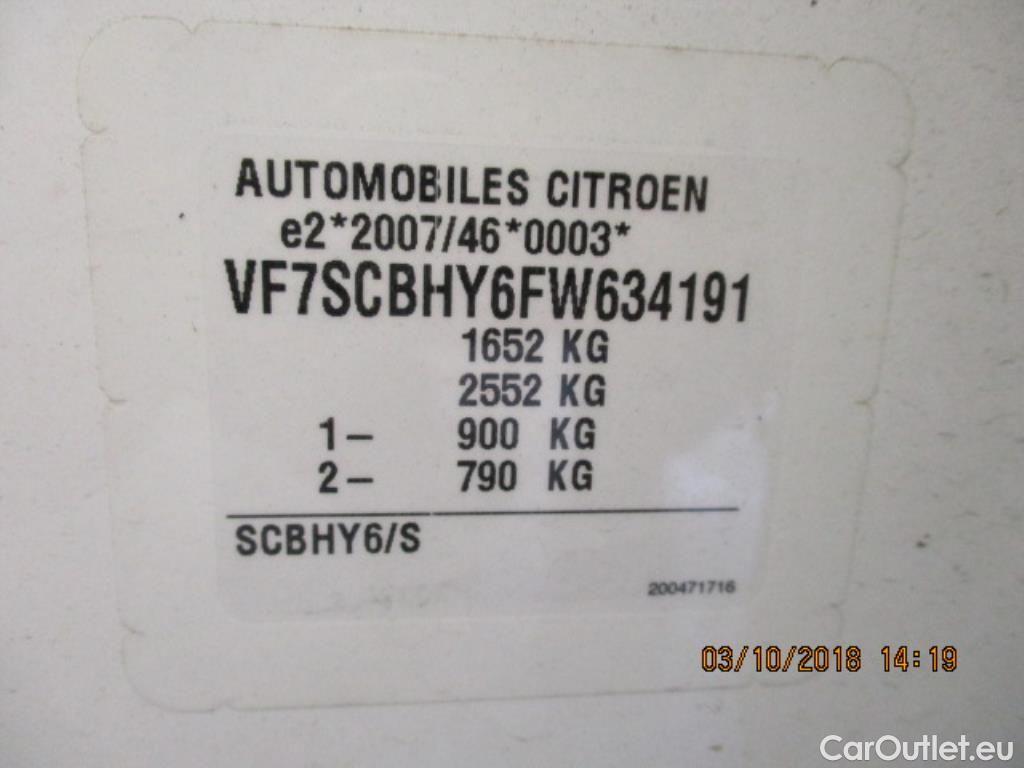 AUTOMOBILES CITROEN
e2*2007/46*0003*
VF7SCBHY6FW634191
1652 KG
2552 KG
1– 900 KG
2– 790 KG
SCBHY6/S
200471716
03/10/2018 14:19
CarOutlet.eu